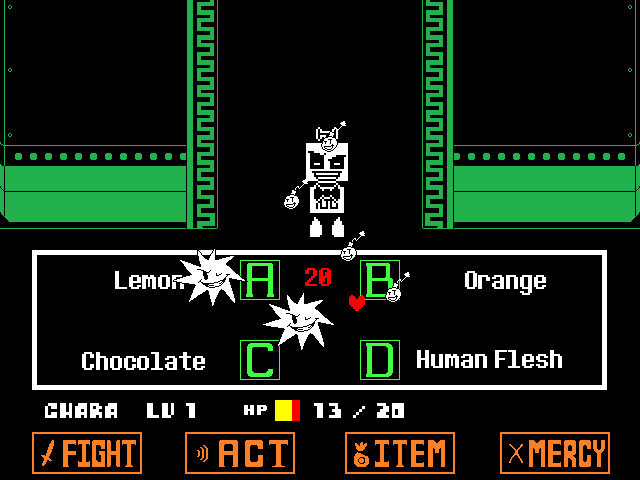 Lemon A 20 B Orange
Chocolate C D Human Flesh
CHARA LV 1 HP 13 / 20
FIGHT ACT ITEM MERCY